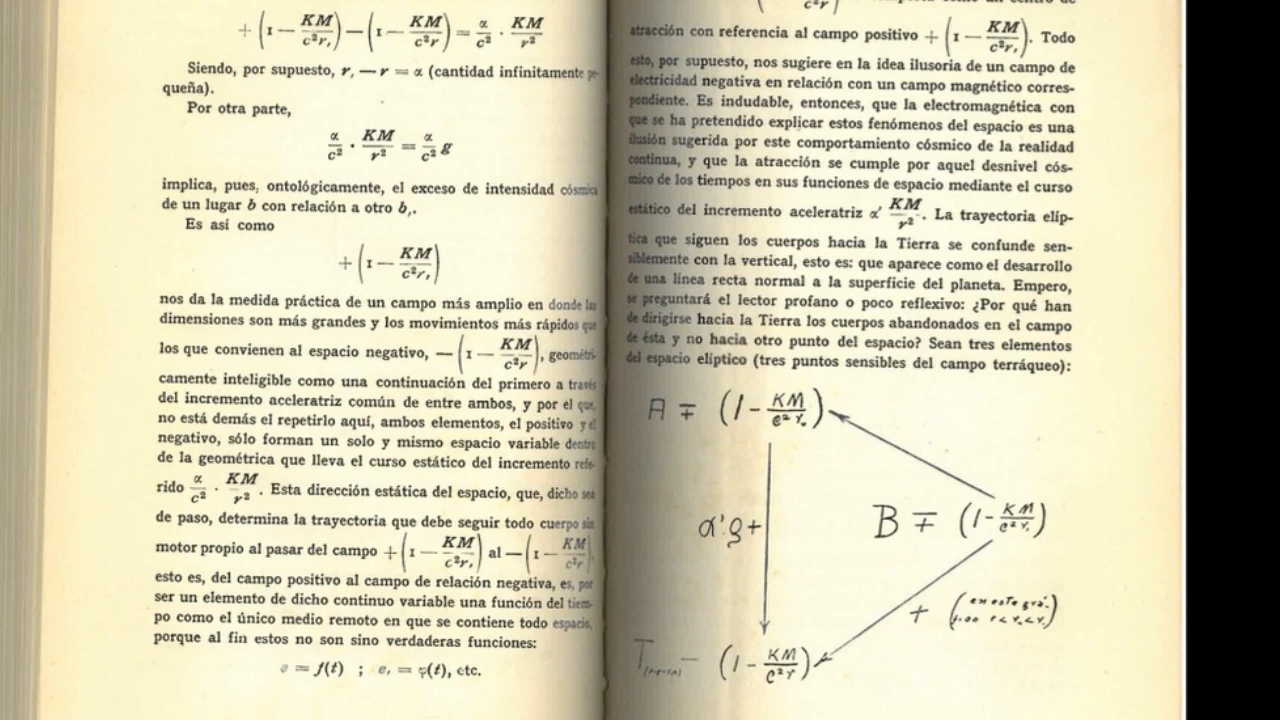 + (1 − KM/c²r,) − (1 − KM/c²r) = α/c² · KM/r²
Siendo, por supuesto, r, — r = α (cantidad infinitamente pe-
queña).
Por otra parte,
α/c² · KM/r² = α/c² g
implica, pues, ontológicamente, el exceso de intensidad cósmica
de un lugar b con relación a otro b,.
Es así como
+ (1 − KM/c²r,)
nos da la medida práctica de un campo más amplio en donde las
dimensiones son más grandes y los movimientos más rápidos que
los que convienen al espacio negativo, — (1 − KM/c²r), geométri-
camente inteligible como una continuación del primero a través
del incremento acceleratriz común de entre ambos, y por el que,
no está demás el repetirlo aquí, ambos elementos, el positivo y el
negativo, sólo forman un solo y mismo espacio variable dentro
de la geométrica que lleva el curso estático del incremento refe-
rido α/c² · KM/r². Esta dirección estática del espacio, que, dicho sea
de paso, determina la trayectoria que debe seguir todo cuerpo sin
motor propio al pasar del campo + (1 − KM/c²r,) al — (1 − KM/c²r),
esto es, del campo positivo al campo de relación negativa, es, por
ser un elemento de dicho continuo variable una función del tiem-
po como el único medio remoto en que se contiene todo espacio,
porque al fin estos no son sino verdaderas funciones:
e = f(t) ; e, = φ(t), etc.
atracción con referencia al campo positivo + (1 − KM/c²r,). Todo
esto, por supuesto, nos sugiere en la idea ilusoria de un campo de
electricidad negativa en relación con un campo magnético corres-
pondiente. Es indudable, entonces, que la electromagnética con
que se ha pretendido explicar estos fenómenos del espacio es una
ilusión sugerida por este comportamiento cósmico de la realidad
continua, y que la atracción se cumple por aquel desnivel cós-
mico de los tiempos en sus funciones de espacio mediante el curso
estático del incremento aceleratriz α' KM/r². La trayectoria elíp-
tica que siguen los cuerpos hacia la Tierra se confunde sen-
siblemente con la vertical, esto es: que aparece como el desarrollo
de una línea recta normal a la superficie del planeta. Empero,
se preguntará el lector profano o poco reflexivo: ¿Por qué han
de dirigirse hacia la Tierra los cuerpos abandonados en el campo
de ésta y no hacia otro punto del espacio? Sean tres elementos
del espacio elíptico (tres puntos sensibles del campo terráqueo):
A ∓ (1 − KM/c²r,)
α'g +
B ∓ (1 − KM/c²r,)
+
T − (1 − KM/c²r)